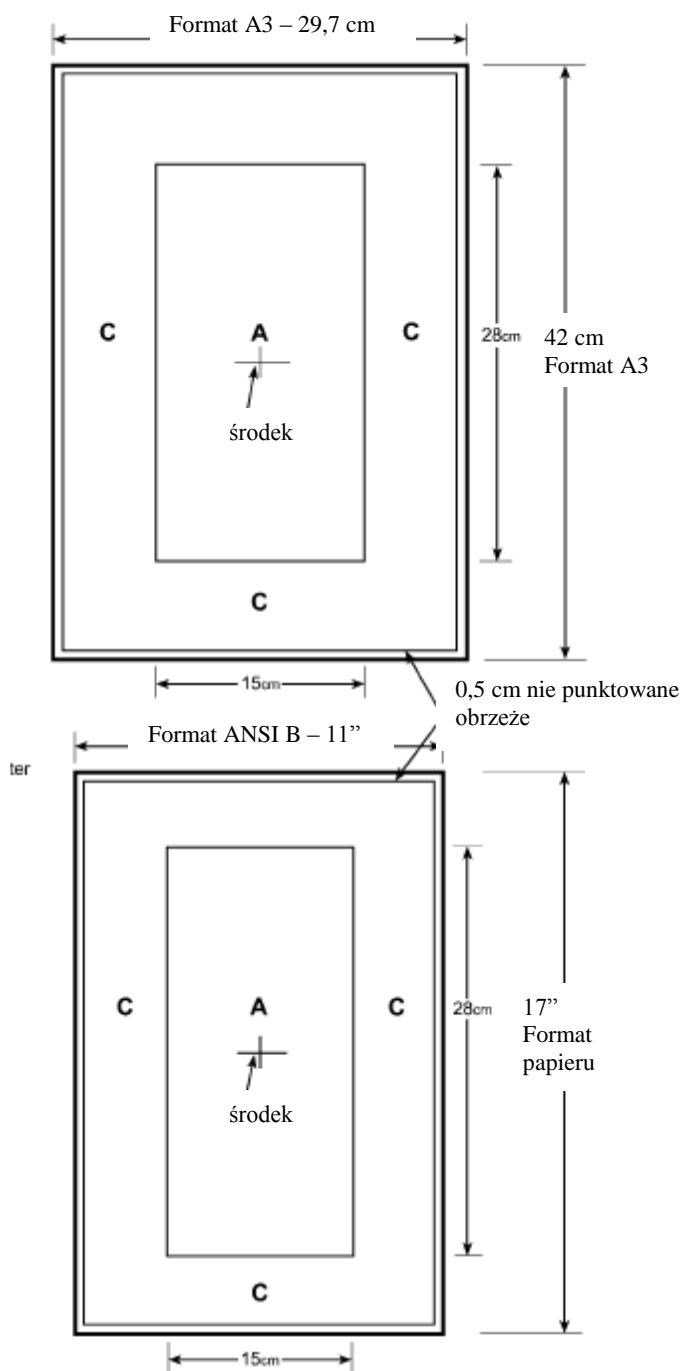 Format A3 – 29,7 cm
C
A
C
28cm
42 cm
Format A3
środek
C
15cm
0,5 cm nie punktowane
obrzeże
Format ANSI B – 11”
ter
C
A
C
28cm
17”
Format
papieru
środek
C
15cm